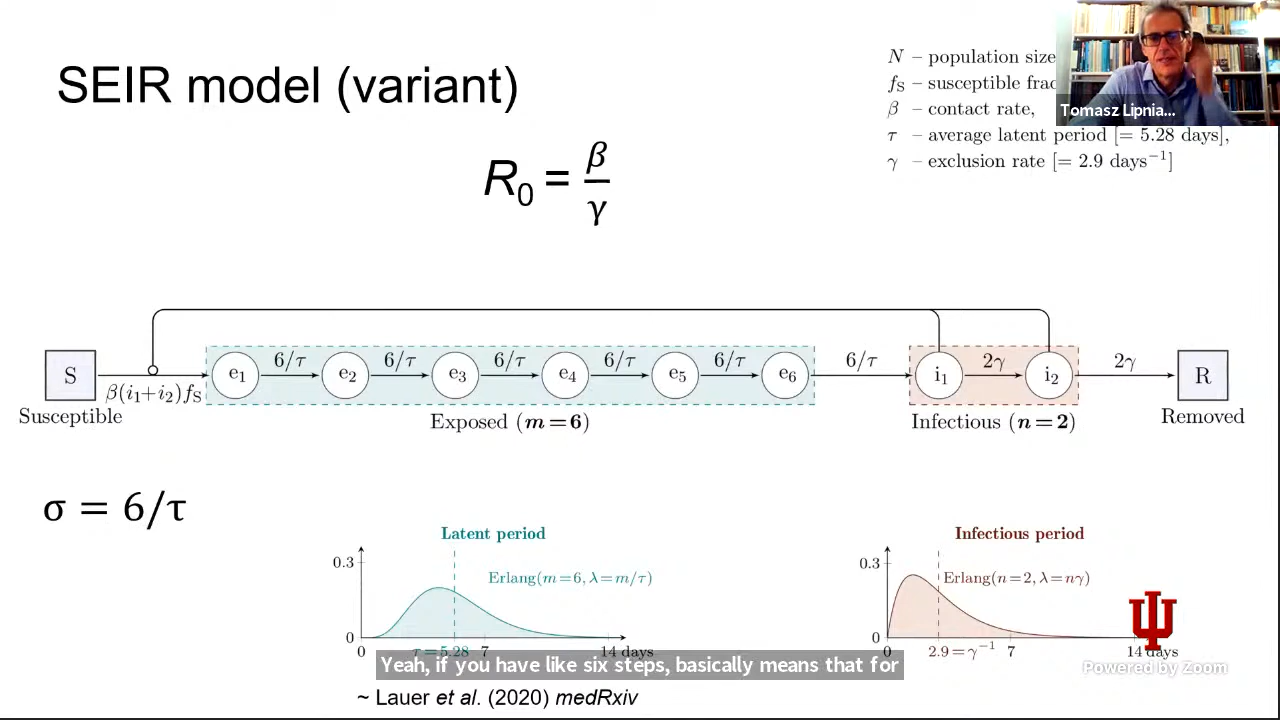 SEIR model (variant)
N – population size
fS – susceptible frac
β – contact rate,
τ – average latent period [= 5.28 days],
γ – exclusion rate [= 2.9 days⁻¹]
Tomasz Lipnia...
R₀ = β/γ
S
Susceptible
β(i₁+i₂)fS
e₁ 6/τ e₂ 6/τ e₃ 6/τ e₄ 6/τ e₅ 6/τ e₆ 6/τ i₁ 2γ i₂ 2γ R
Exposed (m=6)
Infectious (n=2)
Removed
σ = 6/τ
Latent period
0.3
Erlang(m=6, λ=m/τ)
0
0 τ=5.28 7 14 days
Infectious period
0.3
Erlang(n=2, λ=nγ)
0
0 2.9=γ⁻¹ 7 14 days
Yeah, if you have like six steps, basically means that for
Powered by Zoom
~ Lauer et al. (2020) medRxiv